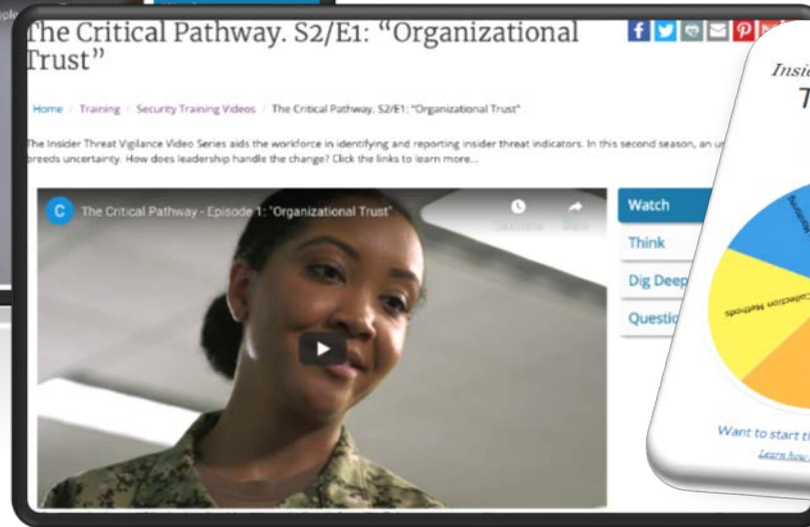 The Critical Pathway. S2/E1: “Organizational
Trust”
Home / Training / Security Training Videos / The Critical Pathway. S2/E1: "Organizational Trust"
The Insider Threat Vigilance Video Series aids the workforce in identifying and reporting insider threat indicators. In this second season, an
breeds uncertainty. How does leadership handle the change? Click the links to learn more...
C
The Critical Pathway - Episode 1: "Organizational Trust"
Watch
Think
Dig Deep
Collection Methods
Want to start
Learn how